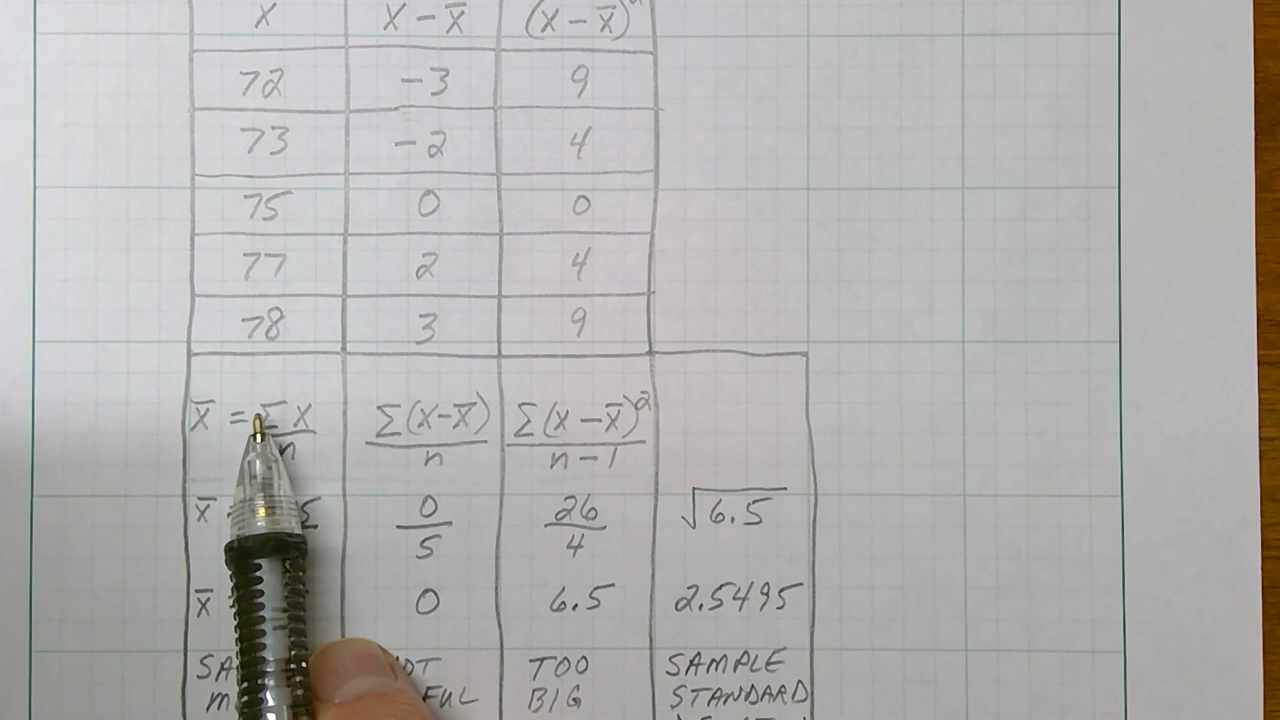 x x - x̄ (x - x̄)²
72 -3 9
73 -2 4
75 0 0
77 2 4
78 3 9
x̄ = Σx/n Σ(x-x̄)/n Σ(x-x̄)²/n-1
x̄ 0/5 26/4 √6.5
x̄ 0 6.5 2.5495
TOO SAMPLE
BIG STANDARD